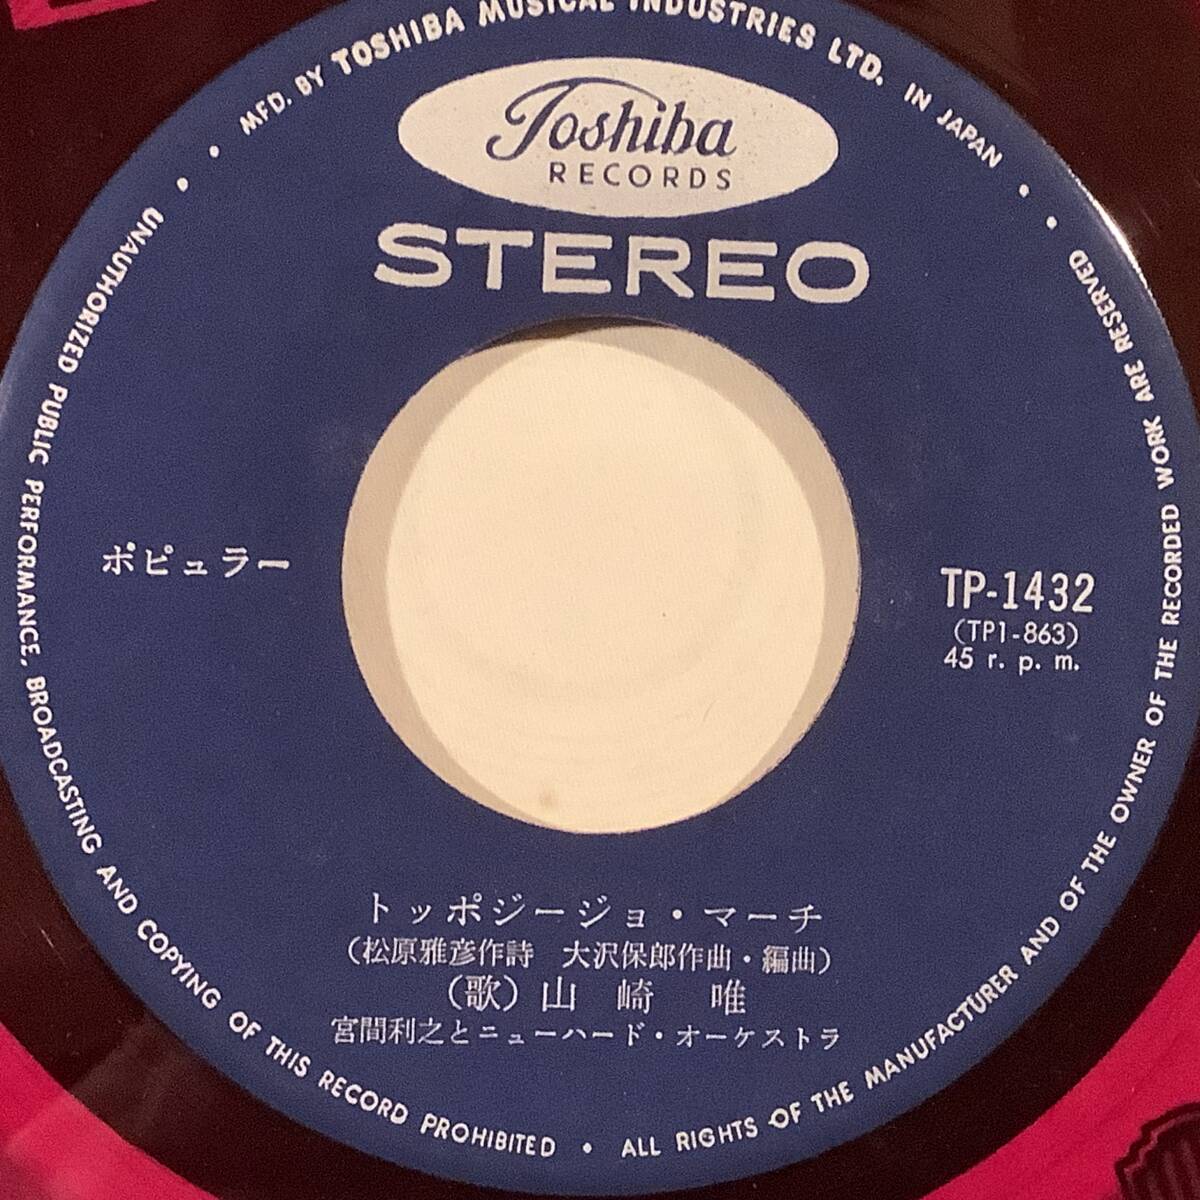 MFD. BY TOSHIBA MUSICAL INDUSTRIES LTD. IN JAPAN
Toshiba
RECORDS
STEREO
ポピュラー
TP-1432
(TP1-863)
45 r. p. m.
トッポジージョ・マーチ
(松原雅彦作詩 大沢保郎作曲・編曲)
(歌) 山崎 唯
宮間利之とニューハード・オーケストラ
UNAUTHORIZED PUBLIC PERFORMANCE, BROADCASTING AND COPYING OF THIS RECORD PROHIBITED • ALL RIGHTS OF THE MANUFACTURER AND OF THE OWNER OF THE RECORDED WORK ARE RESERVED